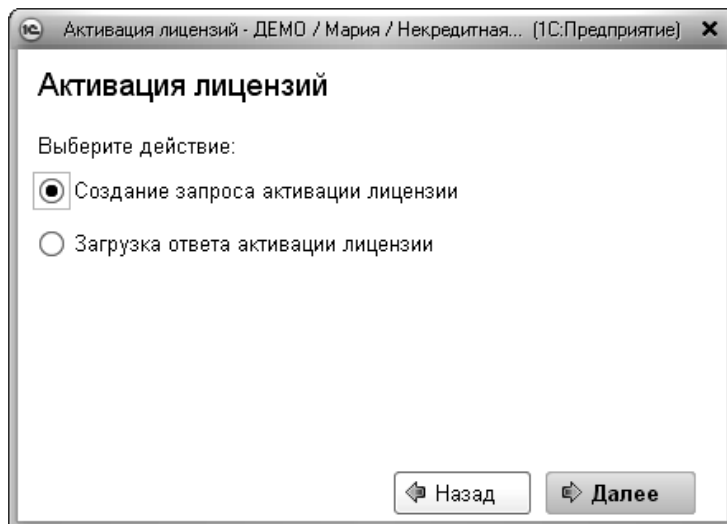 1С Активация лицензий - ДЕМО / Мария / Некредитная... (1С:Предприятие)
Активация лицензий
Выберите действие:
Создание запроса активации лицензии
Загрузка ответа активации лицензии
Назад Далее